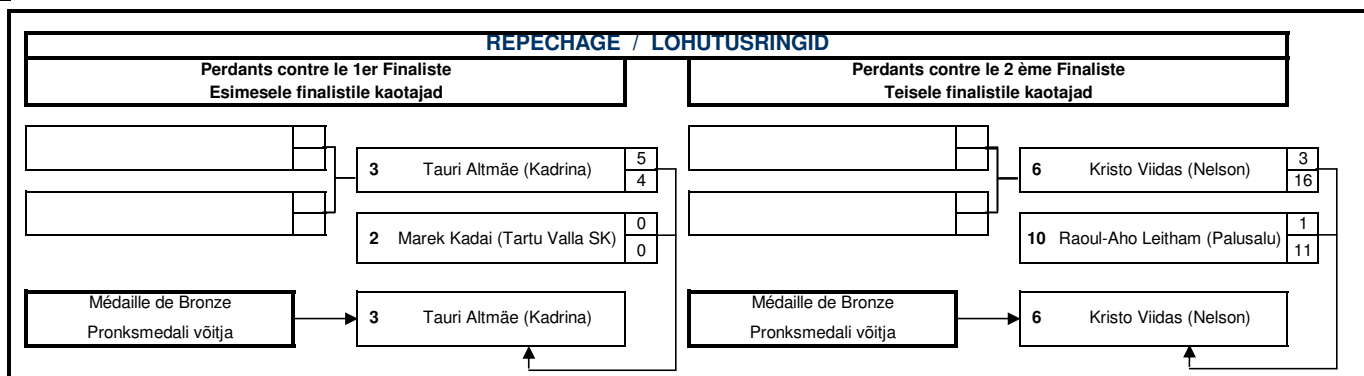 REPECHAGE / LOHUTUSRINGID
Perdants contre le 1er Finaliste
Esimesele finalistile kaotajad
Perdants contre le 2 ème Finaliste
Teisele finalistile kaotajad
3 Tauri Altmäe (Kadrina) 5
4
2 Marek Kadai (Tartu Valla SK) 0
0
6 Kristo Viidas (Nelson) 3
16
10 Raoul-Aho Leitham (Palusalu) 1
11
Médaille de Bronze
Pronksmedali võitja
3 Tauri Altmäe (Kadrina)
Médaille de Bronze
Pronksmedali võitja
6 Kristo Viidas (Nelson)